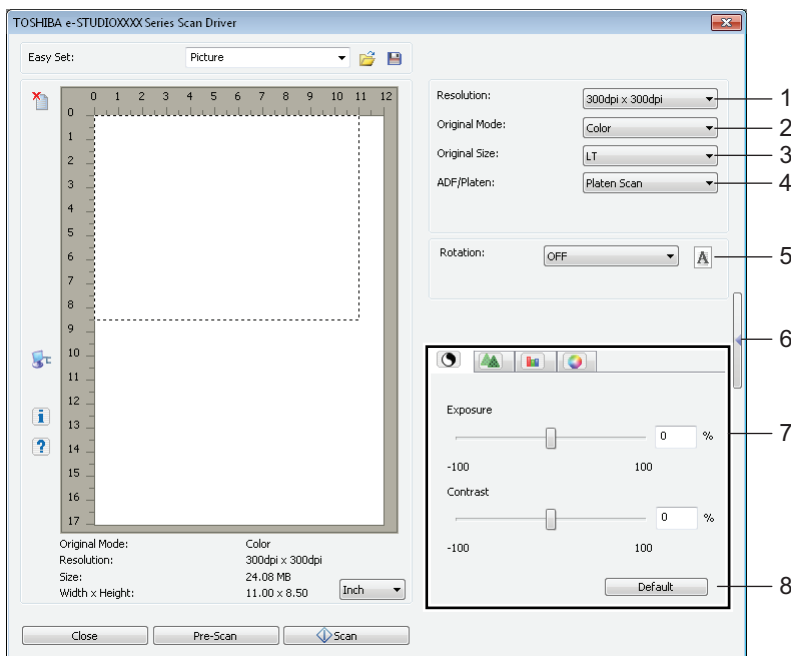 TOSHIBA e-STUDIOXXXX Series Scan Driver
Easy Set: Picture
0 1 2 3 4 5 6 7 8 9 10 11 12
0
1
2
3
4
5
6
7
8
9
10
11
12
13
14
15
16
17
Original Mode: Color
Resolution: 300dpi x 300dpi
Size: 24.08 MB
Width x Height: 11.00 x 8.50 Inch
Close Pre-Scan Scan
Resolution: 300dpi x 300dpi 1
Original Mode: Color 2
Original Size: LT 3
ADF/Platen: Platen Scan 4
Rotation: OFF A 5
6
Exposure
0 % 7
-100 100
Contrast
0 %
-100 100
Default 8